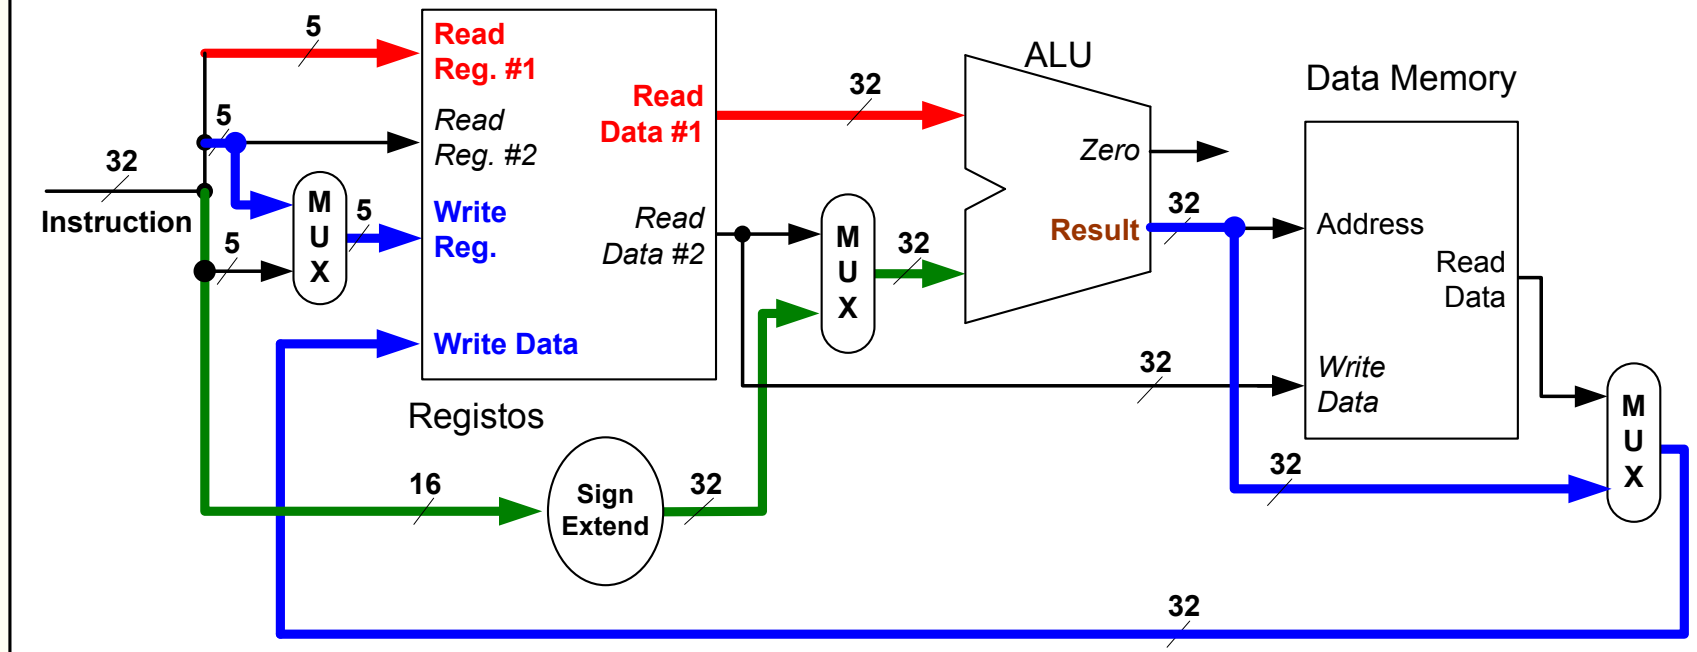 5
Read
Reg. #1
5
Read
Reg. #2
32
Instruction
M
U
X
5
Write
Reg.
5
Write Data
Read
Data #1
Read
Data #2
Registos
32
M
U
X
32
ALU
Zero
Result
32
Data Memory
Address
Read
Data
Write
Data
32
M
U
X
32
16
Sign
Extend
32
32